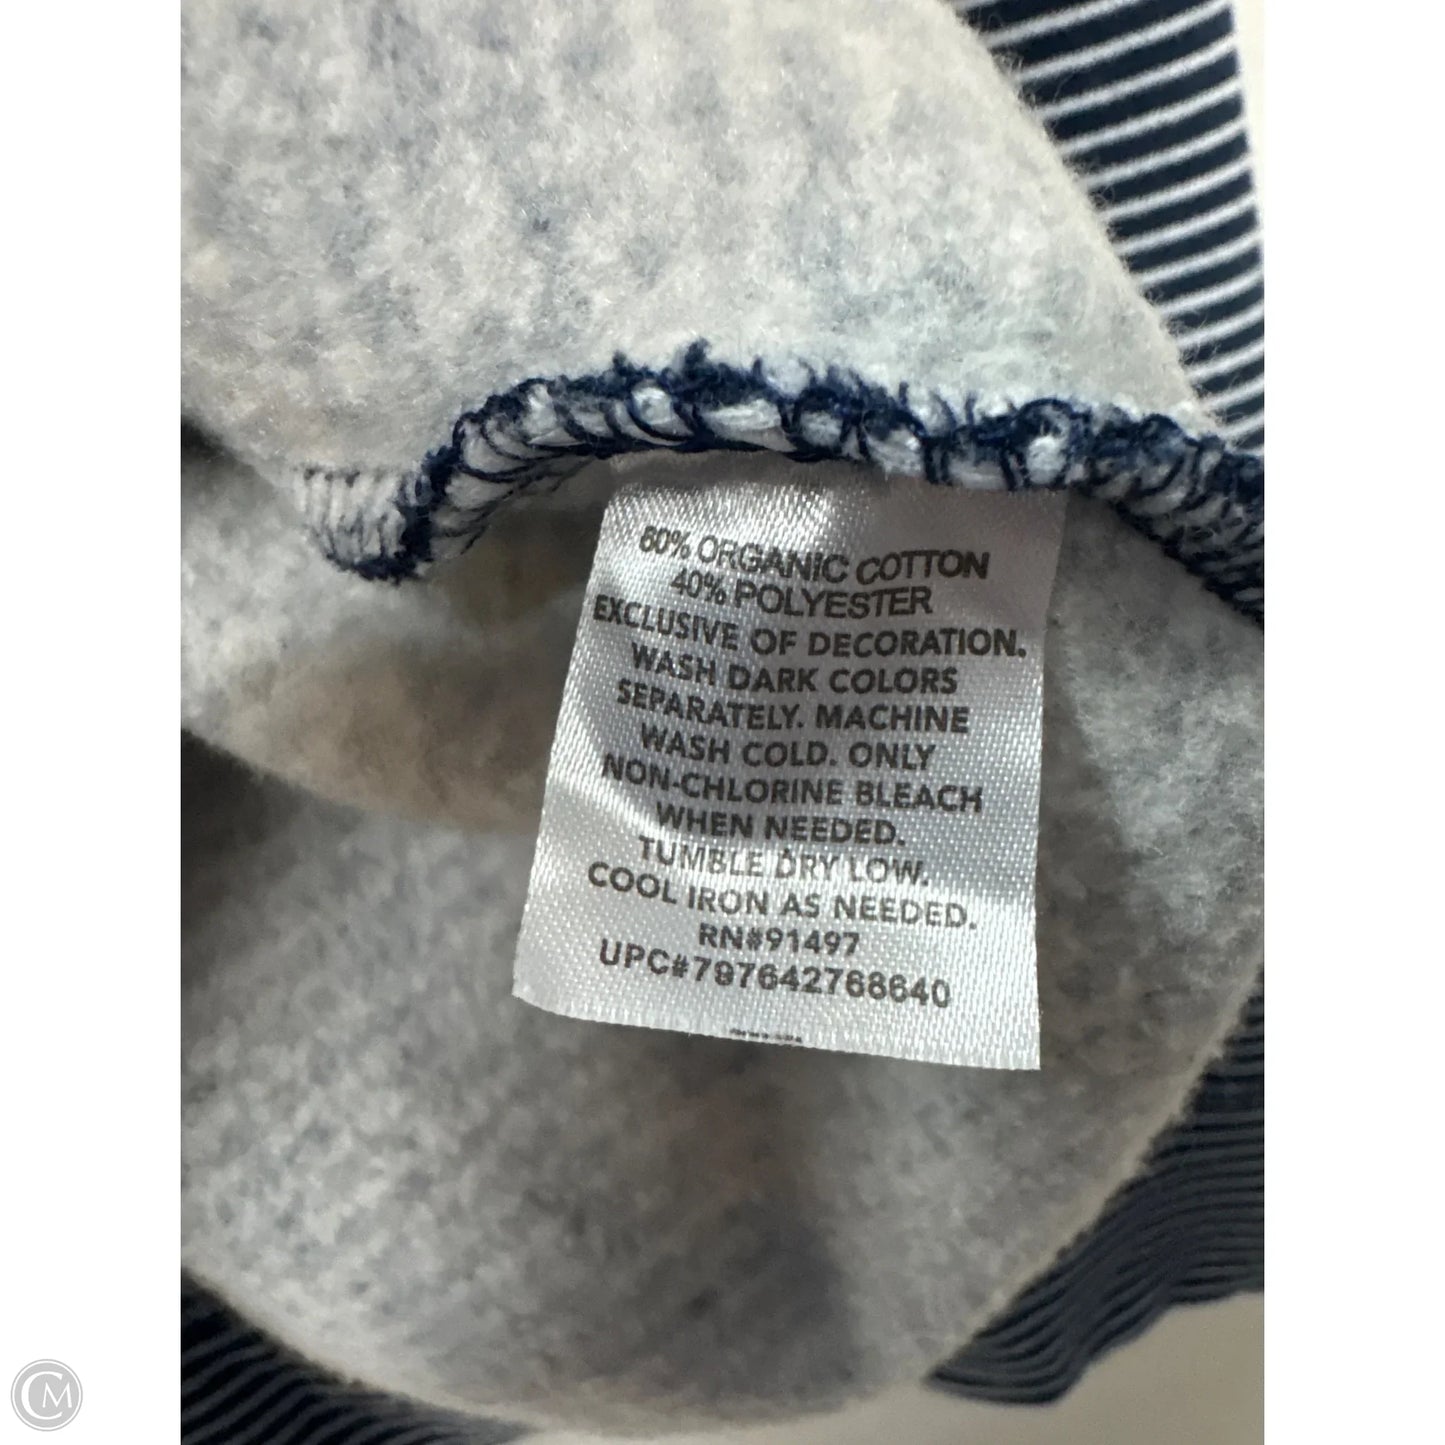 60% ORGANIC COTTON
40% POLYESTER
EXCLUSIVE OF DECORATION.
WASH DARK COLORS
SEPARATELY. MACHINE
WASH COLD. ONLY
NON-CHLORINE BLEACH
WHEN NEEDED.
TUMBLE DRY LOW.
COOL IRON AS NEEDED.
RN#91497
UPC#797642768640
CM